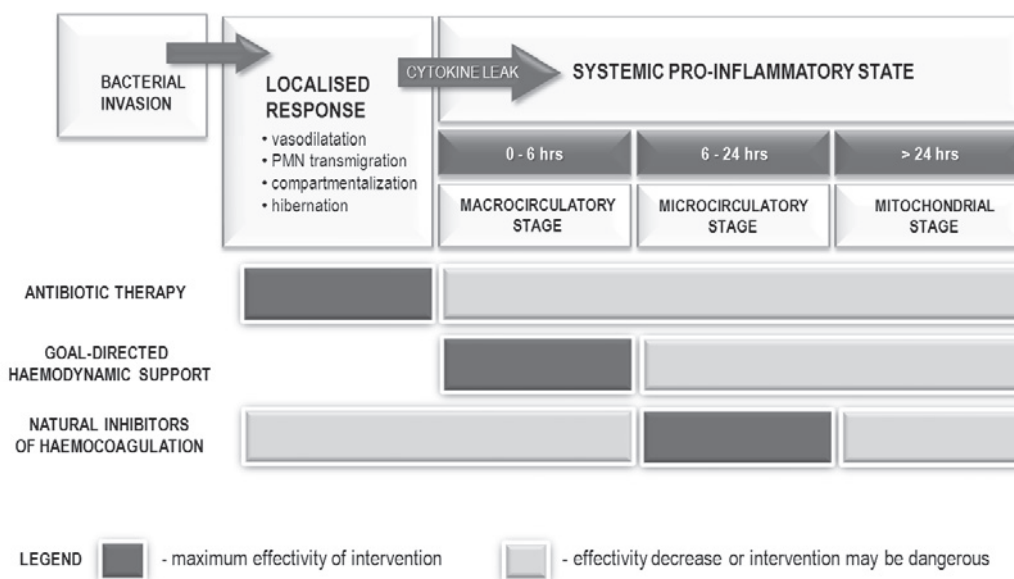 BACTERIAL
INVASION
LOCALISED
RESPONSE
• vasodilatation
• PMN transmigration
• compartmentalization
• hibernation
CYTOKINE LEAK
SYSTEMIC PRO-INFLAMMATORY STATE
0 - 6 hrs
6 - 24 hrs
> 24 hrs
MACROCIRCULATORY
STAGE
MICROCIRCULATORY
STAGE
MITOCHONDRIAL
STAGE
ANTIBIOTIC THERAPY
GOAL-DIRECTED
HAEMODYNAMIC SUPPORT
NATURAL INHIBITORS
OF HAEMOCOAGULATION
LEGEND
- maximum effectivity of intervention
- effectivity decrease or intervention may be dangerous